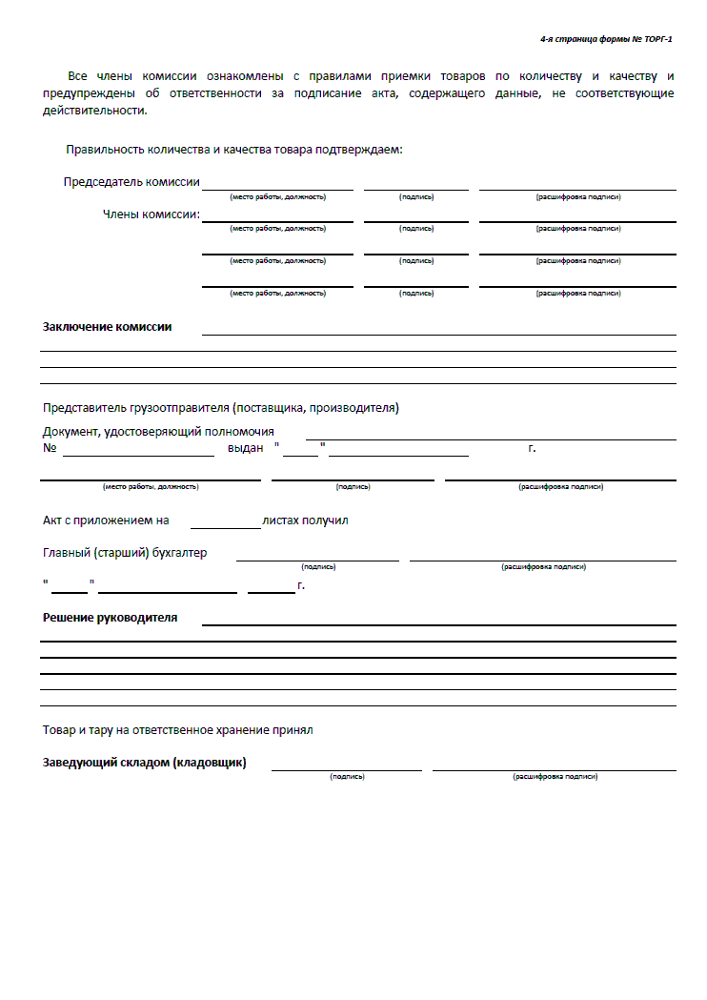 4-я страница формы № ТОРГ-1
Все члены комиссии ознакомлены с правилами приемки товаров по количеству и качеству и
предупреждены об ответственности за подписание акта, содержащего данные, не соответствующие
действительности.
Правильность количества и качества товара подтверждаем:
Председатель комиссии
(место работы, должность) (подпись) (расшифровка подписи)
Члены комиссии:
(место работы, должность) (подпись) (расшифровка подписи)
(место работы, должность) (подпись) (расшифровка подписи)
(место работы, должность) (подпись) (расшифровка подписи)
Заключение комиссии
Представитель грузоотправителя (поставщика, производителя)
Документ, удостоверяющий полномочия
№ выдан " " г.
(место работы, должность) (подпись) (расшифровка подписи)
Акт с приложением на листах получил
Главный (старший) бухгалтер
(подпись) (расшифровка подписи)
" " г.
Решение руководителя
Товар и тару на ответственное хранение принял
Заведующий складом (кладовщик)
(подпись) (расшифровка подписи)